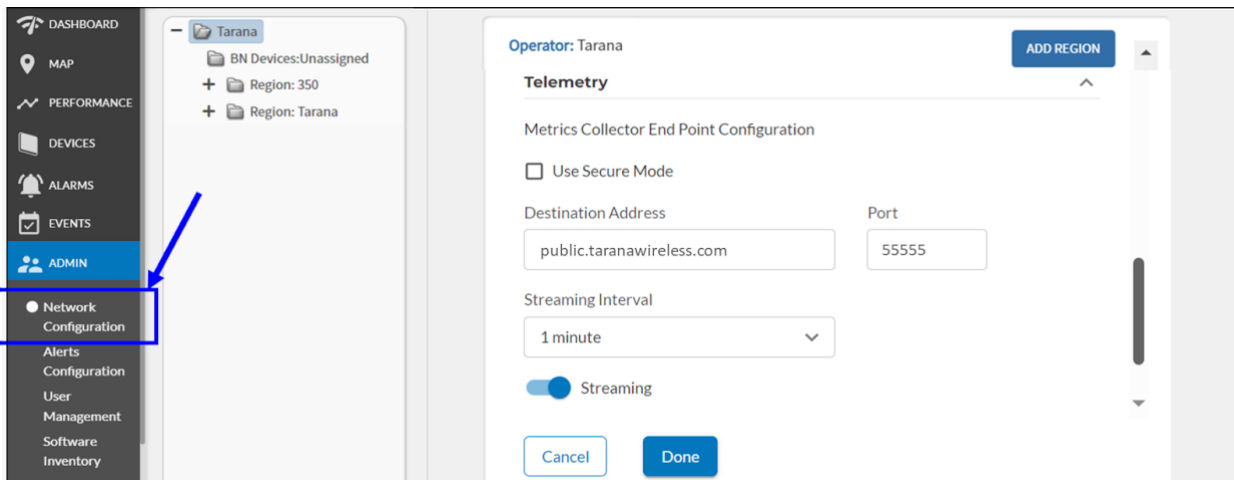 DASHBOARD
MAP
PERFORMANCE
DEVICES
ALARMS
EVENTS
ADMIN
Network
Configuration
Alerts
Configuration
User
Management
Software
Inventory
Tarana
BN Devices:Unassigned
Region: 350
Region: Tarana
Operator: Tarana
ADD REGION
Telemetry
Metrics Collector End Point Configuration
Use Secure Mode
Destination Address
Port
public.taranawireless.com
55555
Streaming Interval
1 minute
Streaming
Cancel
Done